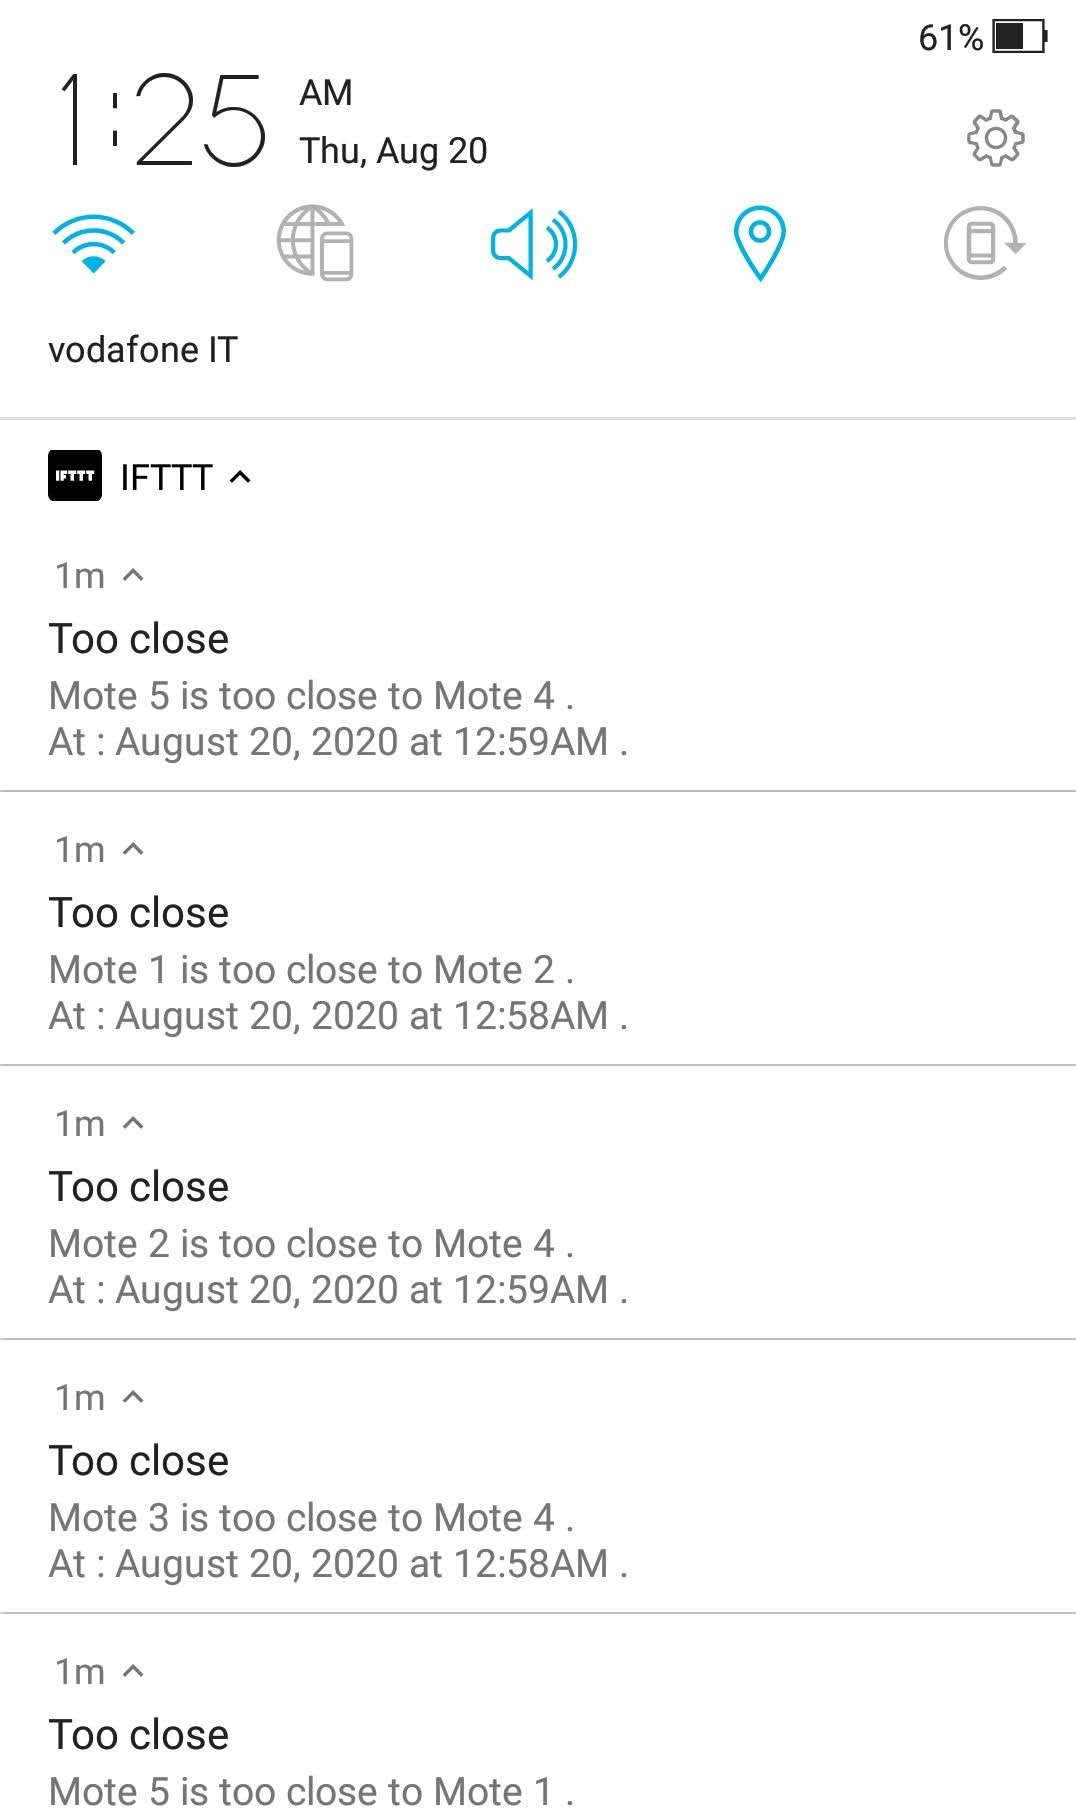 61%
1:25 AM
Thu, Aug 20
vodafone IT
IFTTT IFTTT
1m
Too close
Mote 5 is too close to Mote 4 .
At : August 20, 2020 at 12:59AM .
1m
Too close
Mote 1 is too close to Mote 2 .
At : August 20, 2020 at 12:58AM .
1m
Too close
Mote 2 is too close to Mote 4 .
At : August 20, 2020 at 12:59AM .
1m
Too close
Mote 3 is too close to Mote 4 .
At : August 20, 2020 at 12:58AM .
1m
Too close
Mote 5 is too close to Mote 1 .